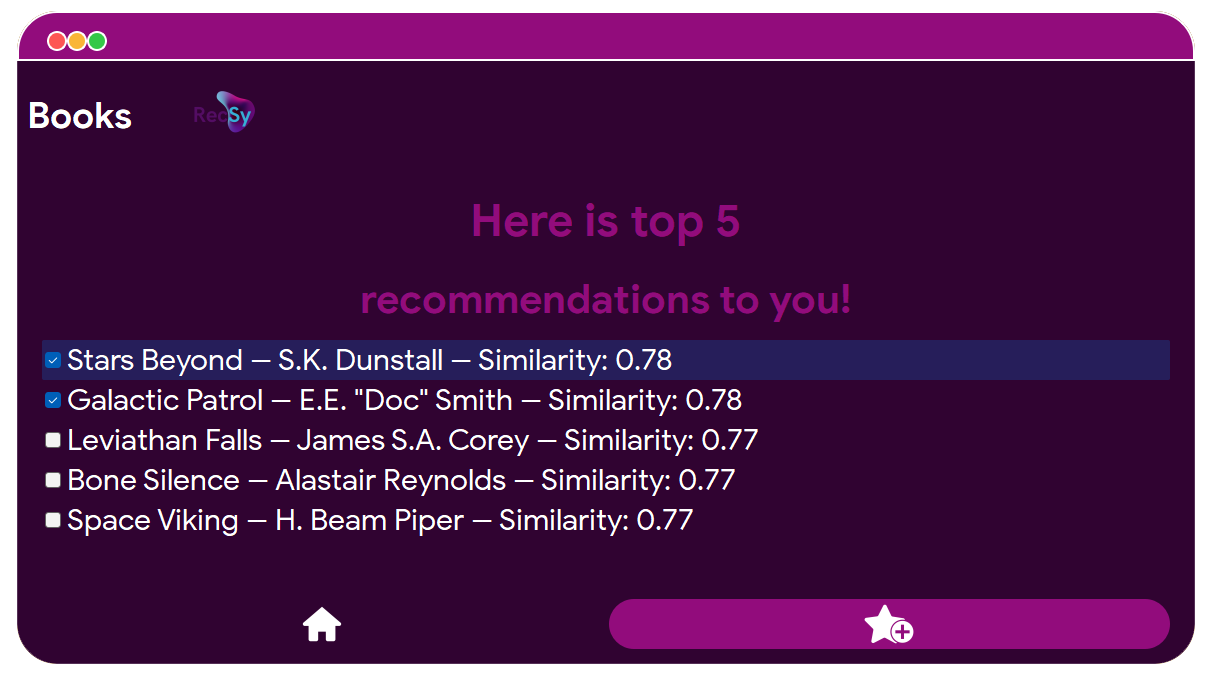 Books
RecSy
Here is top 5
recommendations to you!
Stars Beyond — S.K. Dunstall — Similarity: 0.78
Galactic Patrol — E.E. "Doc" Smith — Similarity: 0.78
Leviathan Falls — James S.A. Corey — Similarity: 0.77
Bone Silence — Alastair Reynolds — Similarity: 0.77
Space Viking — H. Beam Piper — Similarity: 0.77